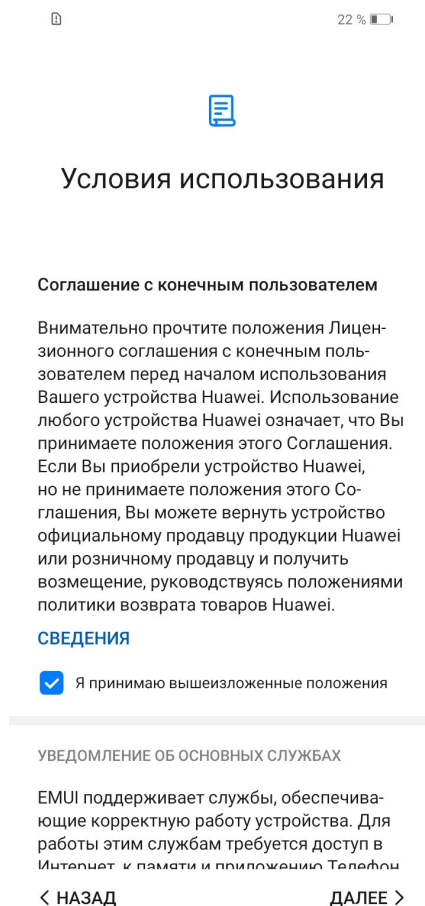 22 %
Условия использования
Соглашение с конечным пользователем
Внимательно прочтите положения Лицен-
зионного соглашения с конечным поль-
зователем перед началом использования
Вашего устройства Huawei. Использование
любого устройства Huawei означает, что Вы
принимаете положения этого Соглашения.
Если Вы приобрели устройство Huawei,
но не принимаете положения этого Со-
глашения, Вы можете вернуть устройство
официальному продавцу продукции Huawei
или розничному продавцу и получить
возмещение, руководствуясь положениями
политики возврата товаров Huawei.
СВЕДЕНИЯ
Я принимаю вышеизложенные положения
УВЕДОМЛЕНИЕ ОБ ОСНОВНЫХ СЛУЖБАХ
EMUI поддерживает службы, обеспечива-
ющие корректную работу устройства. Для
работы этим службам требуется доступ в
Интернет, к памяти и приложению Телефон
НАЗАД
ДАЛЕЕ